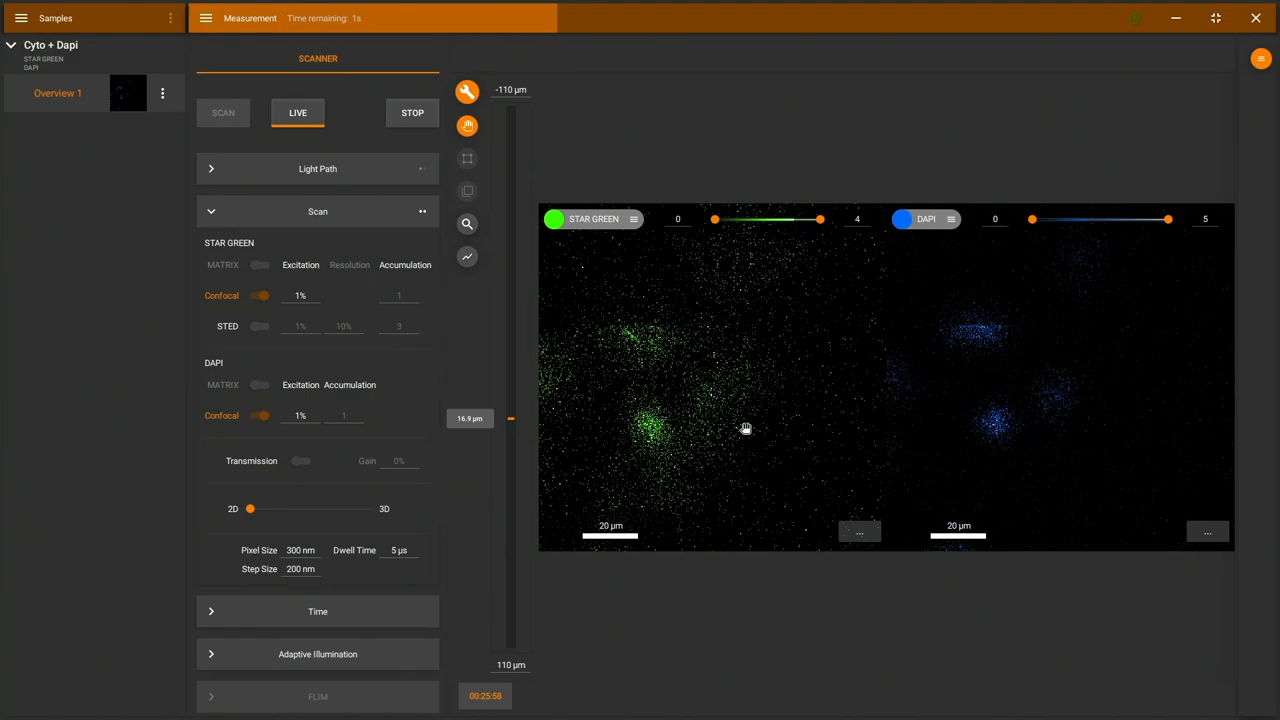 Samples
Measurement Time remaining: 1s
Cyto + Dapi
STAR GREEN
DAPI
Overview 1
SCANNER
SCAN LIVE STOP
Light Path
Scan
STAR GREEN
MATRIX Excitation Resolution Accumulation
Confocal 1% 1
STED 1% 10% 3
DAPI
MATRIX Excitation Accumulation
Confocal 1% 1
Transmission Gain 0%
2D 3D
Pixel Size 300 nm Dwell Time 5 µs
Step Size 200 nm
Time
Adaptive Illumination
FLIM
-110 µm
16.9 µm
110 µm
00:25:58
STAR GREEN 0 4
DAPI 0 5
20 µm ...
20 µm ...